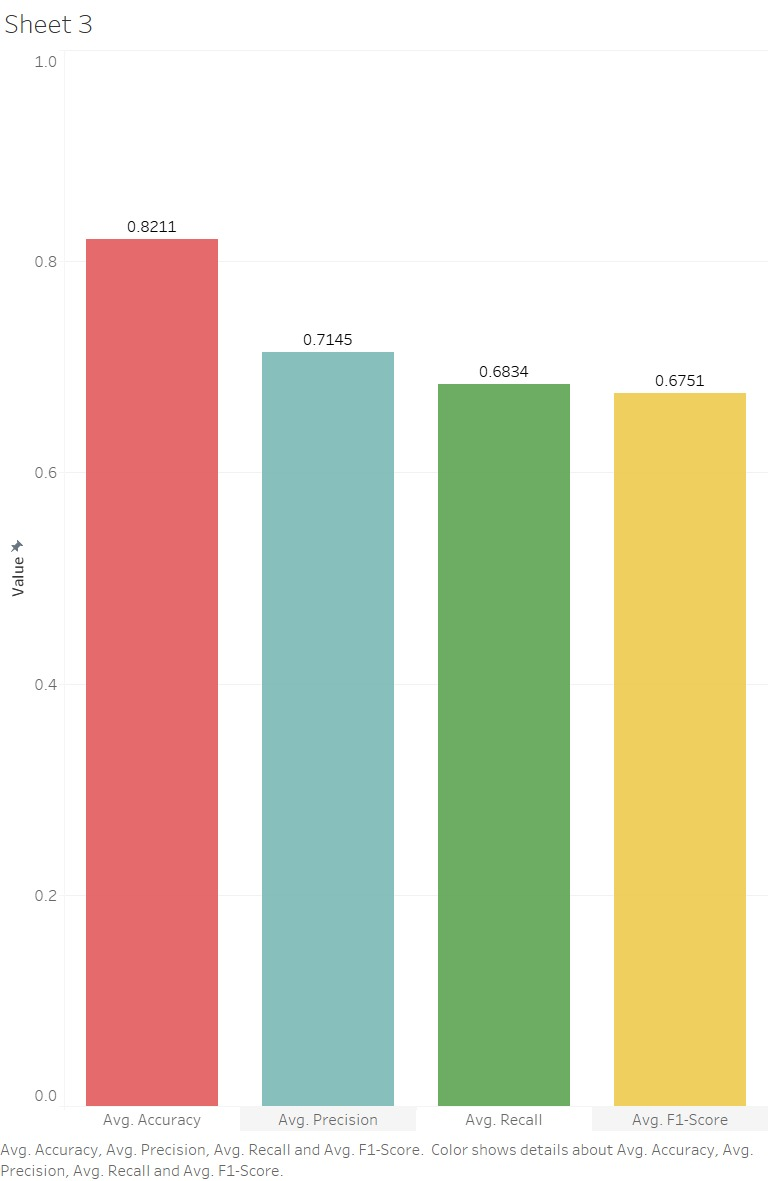 Sheet 3
1.0
0.8
0.6
0.4
0.2
0.0
Value
0.8211
0.7145
0.6834
0.6751
Avg. Accuracy
Avg. Precision
Avg. Recall
Avg. F1-Score
Avg. Accuracy, Avg. Precision, Avg. Recall and Avg. F1-Score.  Color shows details about Avg. Accuracy, Avg.
Precision, Avg. Recall and Avg. F1-Score.